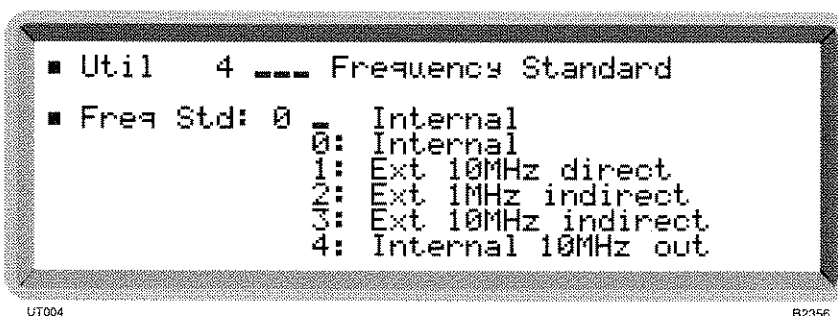 ▪ Util 4 ___ Frequency Standard
▪ Freq Std: 0 _ Internal
0: Internal
1: Ext 10MHz direct
2: Ext 1MHz indirect
3: Ext 10MHz indirect
4: Internal 10MHz out
UT004
B2356